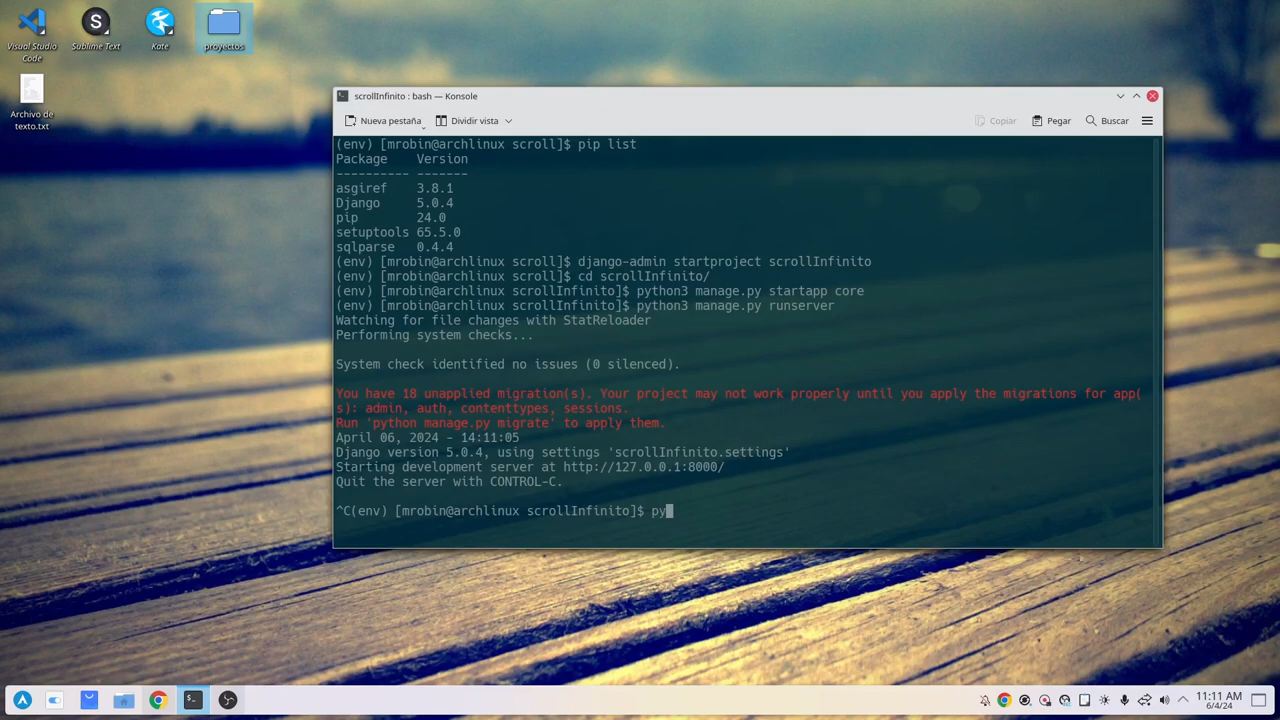 Visual Studio
Code
Sublime Text
Kate
proyectos
Archivo de
texto.txt
scrollInfinito : bash — Konsole
Nueva pestaña
Dividir vista
Copiar
Pegar
Buscar
(env) [mrobin@archlinux scroll]$ pip list
Package    Version
---------- -------
asgiref    3.8.1
Django     5.0.4
pip        24.0
setuptools 65.5.0
sqlparse   0.4.4
(env) [mrobin@archlinux scroll]$ django-admin startproject scrollInfinito
(env) [mrobin@archlinux scroll]$ cd scrollInfinito/
(env) [mrobin@archlinux scrollInfinito]$ python3 manage.py startapp core
(env) [mrobin@archlinux scrollInfinito]$ python3 manage.py runserver
Watching for file changes with StatReloader
Performing system checks...
System check identified no issues (0 silenced).
You have 18 unapplied migration(s). Your project may not work properly until you apply the migrations for app(
s): admin, auth, contenttypes, sessions.
Run 'python manage.py migrate' to apply them.
April 06, 2024 - 14:11:05
Django version 5.0.4, using settings 'scrollInfinito.settings'
Starting development server at http://127.0.0.1:8000/
Quit the server with CONTROL-C.
^C(env) [mrobin@archlinux scrollInfinito]$ py
11:11 AM
6/4/24